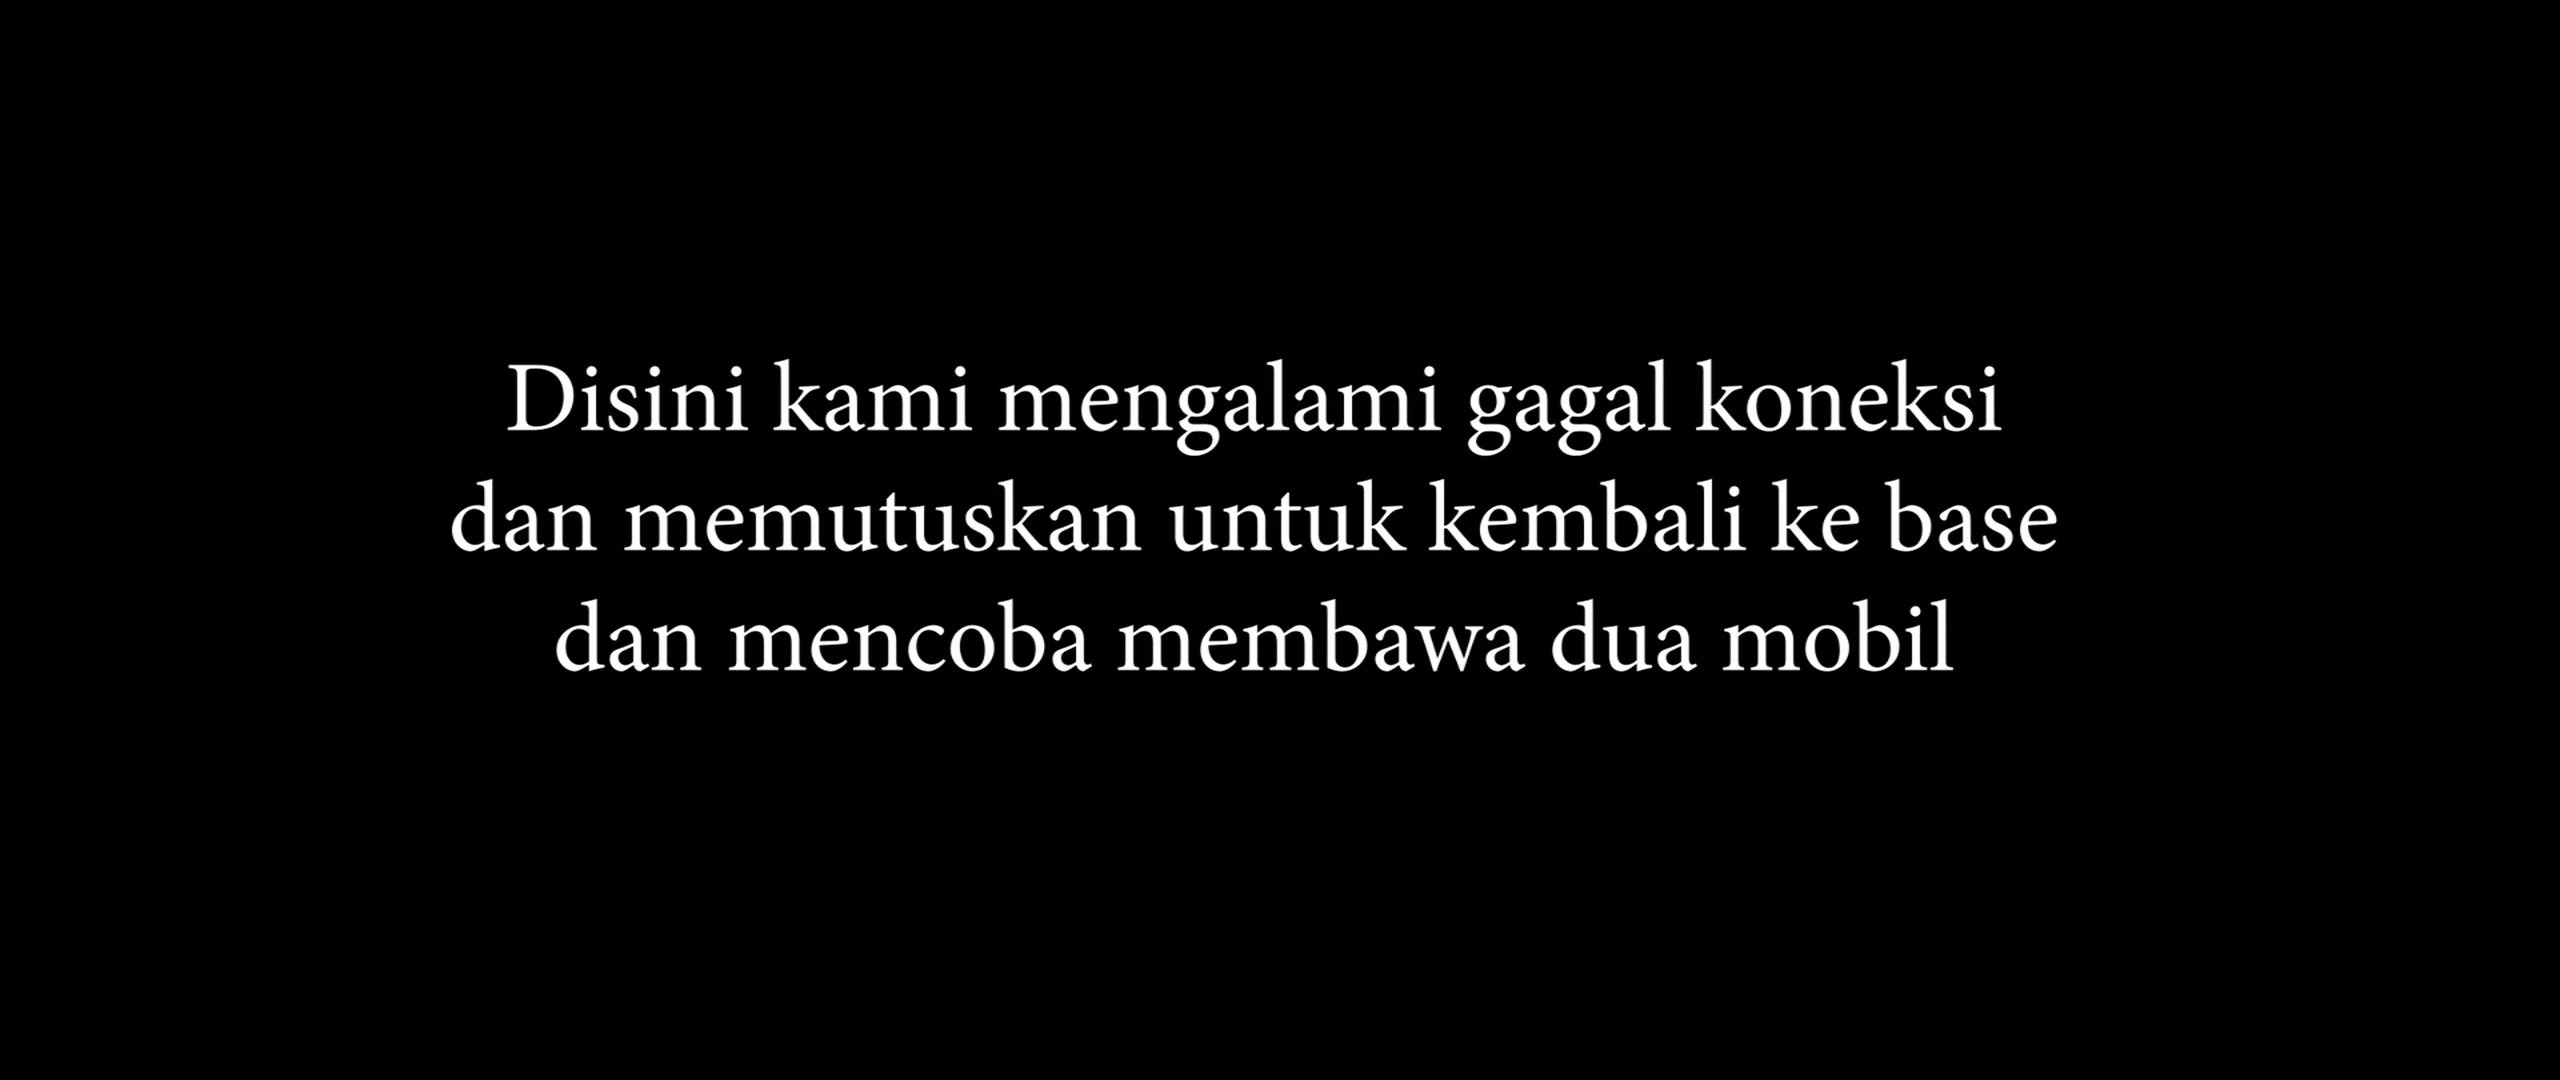 Disini kami mengalami gagal koneksi
dan memutuskan untuk kembali ke base
dan mencoba membawa dua mobil